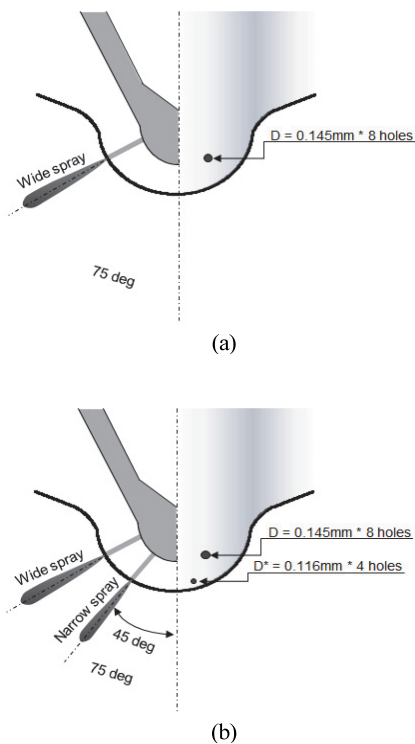 D = 0.145mm * 8 holes
Wide spray
75 deg
(a)
D = 0.145mm * 8 holes
D* = 0.116mm * 4 holes
Wide spray
Narrow spray
45 deg
75 deg
(b)